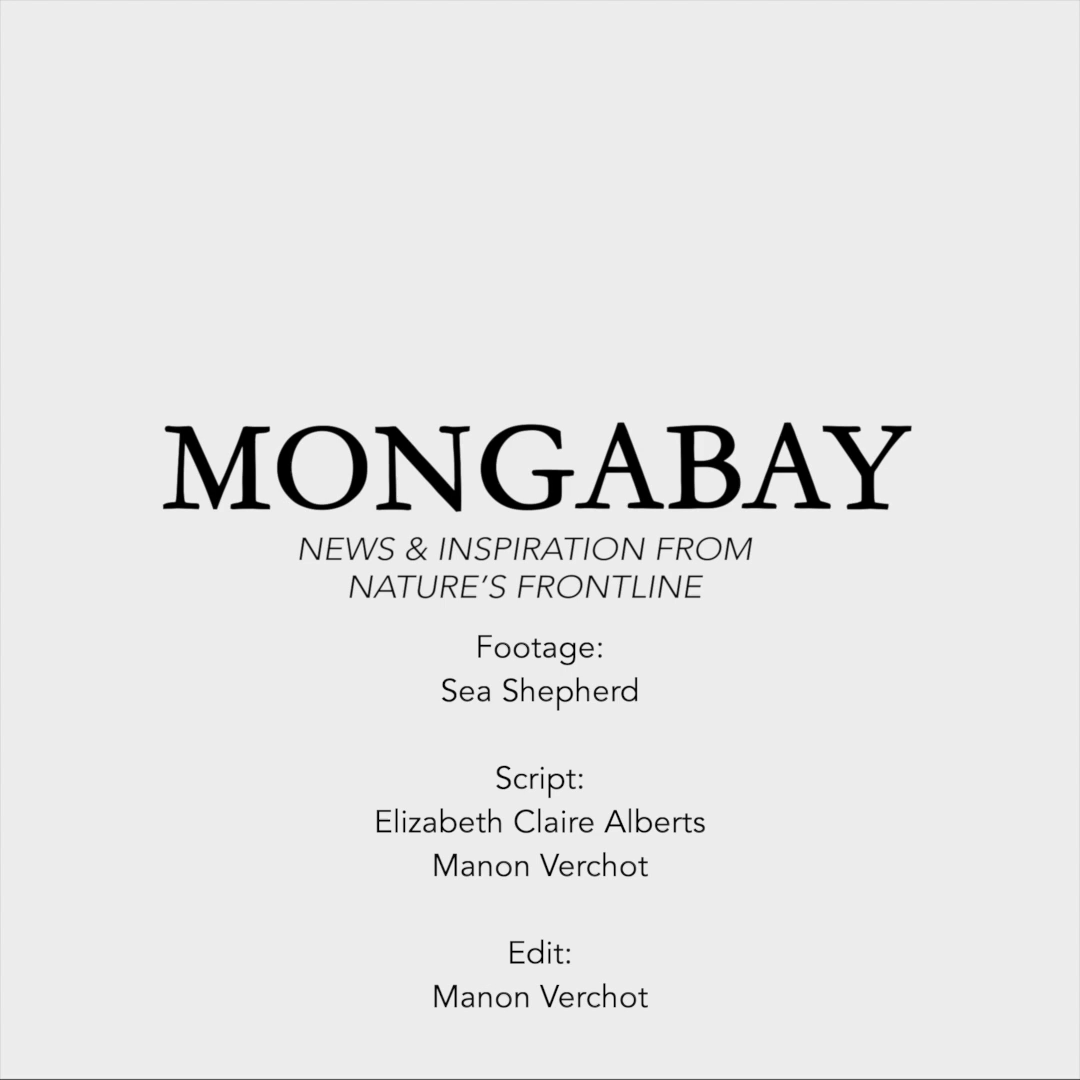 MONGABAY
NEWS & INSPIRATION FROM
NATURE’S FRONTLINE
Footage:
Sea Shepherd
Script:
Elizabeth Claire Alberts
Manon Verchot
Edit:
Manon Verchot